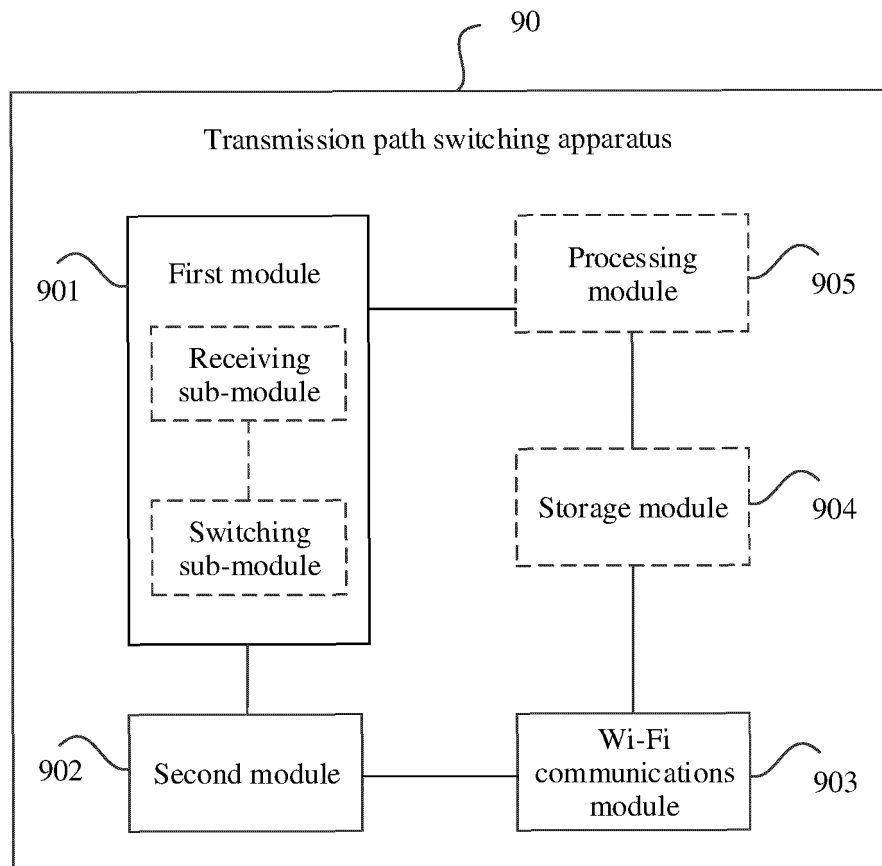 90
Transmission path switching apparatus
901
First module
Receiving
sub-module
Switching
sub-module
Processing
module
905
Storage module
904
902
Second module
Wi-Fi
communications
module
903